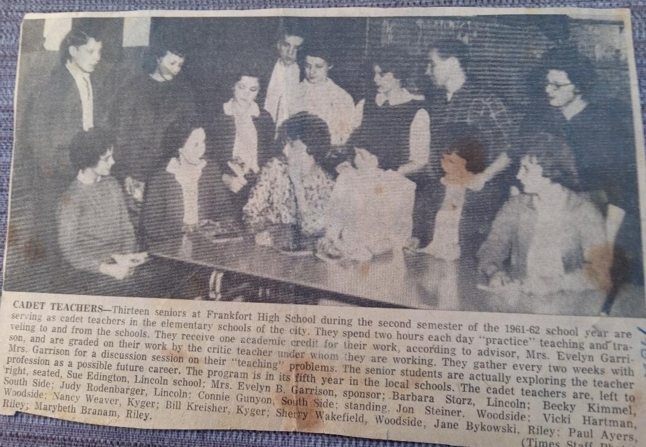 CADET TEACHERS—Thirteen seniors at Frankfort High School during the second semester of the 1961-62 school year are
serving as cadet teachers in the elementary schools of the city. They spend two hours each day "practice" teaching and tra-
veling to and from the schools. They receive one academic credit for their work, according to advisor, Mrs. Evelyn Garri-
son, and are graded on their work by the critic teacher under whom they are working. They gather every two weeks with
Mrs. Garrison for a discussion session on their "teaching" problems. The senior students are actually exploring the teacher
profession as a possible future career. The program is in its fifth year in the local schools. The cadet teachers are, left to
right, seated, Sue Edington, Lincoln school; Mrs. Evelyn M. Garrison, sponsor; Barbara Storz, Lincoln; Becky Kimmel,
South Side; Judy Rodenbarger, Lincoln: Connie Gunyon, South Side: standing, Jon Steiner, Woodside; Vicki Hartman,
Woodside; Nancy Weaver, Kyger; Bill Kreisher, Kyger; Sherry Wakefield, Woodside, Jane Bykowski, Riley: Paul Ayers,
Riley; Marybeth Branam, Riley.
(Times Staff